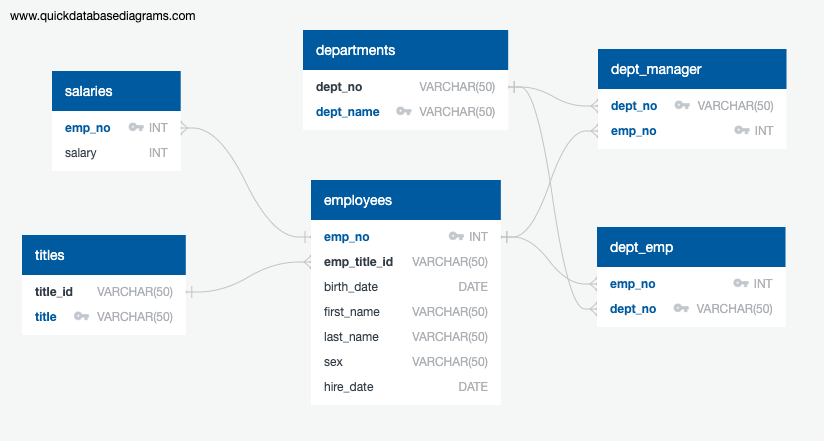 www.quickdatabasediagrams.com
departments
dept_no VARCHAR(50)
dept_name VARCHAR(50)
dept_manager
dept_no VARCHAR(50)
emp_no INT
salaries
emp_no INT
salary INT
employees
emp_no INT
emp_title_id VARCHAR(50)
birth_date DATE
first_name VARCHAR(50)
last_name VARCHAR(50)
sex VARCHAR(50)
hire_date DATE
titles
title_id VARCHAR(50)
title VARCHAR(50)
dept_emp
emp_no INT
dept_no VARCHAR(50)